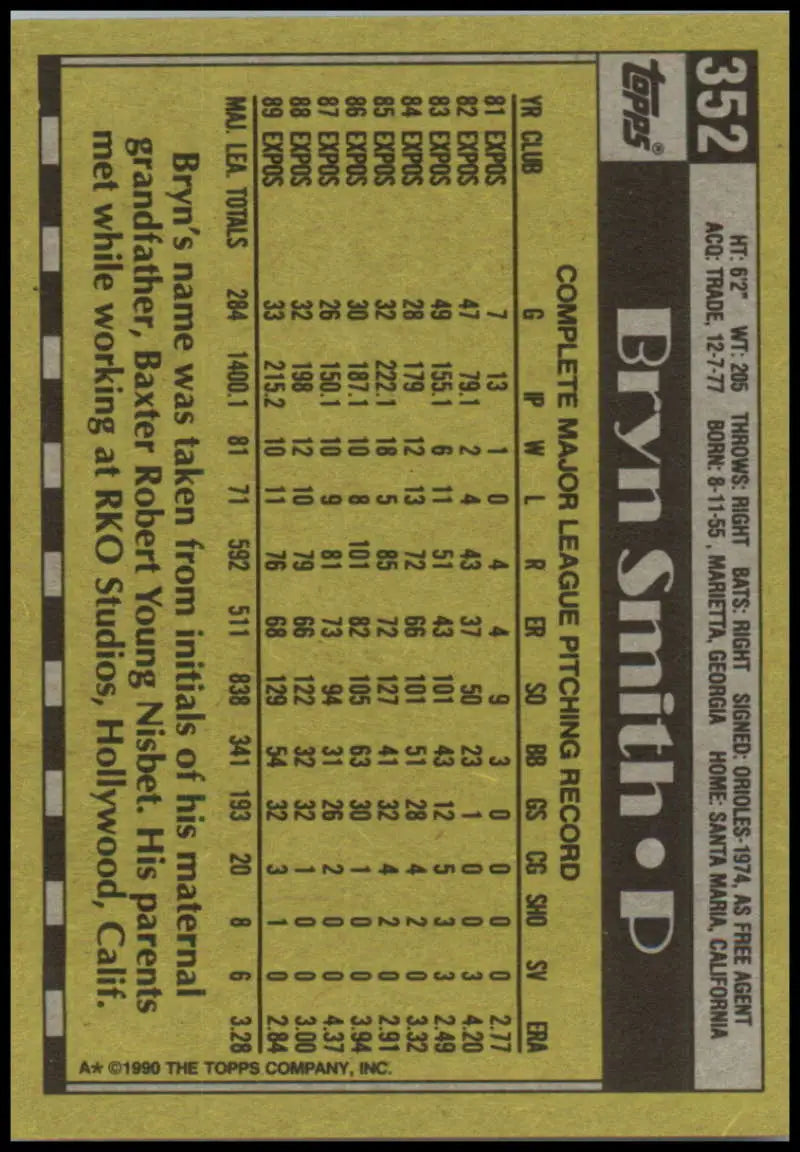 352
HT: 6'2" WT: 205 THROWS: RIGHT BATS: RIGHT SIGNED: ORIOLES-1974, AS FREE AGENT
ACQ: TRADE, 12-7-77 BORN: 8-11-55, MARIETTA, GEORGIA HOME: SANTA MARIA, CALIFORNIA
topps®
Bryn Smith • P
COMPLETE MAJOR LEAGUE PITCHING RECORD
YR CLUB G IP W L R ER SO BB GS CG SHO SV ERA
81 EXPOS 7 13 1 0 4 4 9 3 0 0 0 0 2.77
82 EXPOS 47 79.1 2 4 43 37 50 23 1 0 0 3 4.20
83 EXPOS 49 155.1 6 11 51 43 101 43 12 5 3 3 2.49
84 EXPOS 28 179 12 13 72 66 101 51 28 4 2 0 3.32
85 EXPOS 32 222.1 18 5 85 72 127 41 32 4 2 0 2.91
86 EXPOS 30 187.1 10 8 101 82 105 63 30 1 0 0 3.94
87 EXPOS 26 150.1 10 9 81 73 94 31 26 2 0 0 4.37
88 EXPOS 32 198 12 10 79 66 122 32 32 1 0 0 3.00
89 EXPOS 33 215.2 10 11 76 68 129 54 32 3 1 0 2.84
MAJ. LEA. TOTALS 284 1400.1 81 71 592 511 838 341 193 20 8 6 3.28
Bryn's name was taken from initials of his maternal
grandfather, Baxter Robert Young Nisbet. His parents
met while working at RKO Studios, Hollywood, Calif.
A* ©1990 THE TOPPS COMPANY, INC.